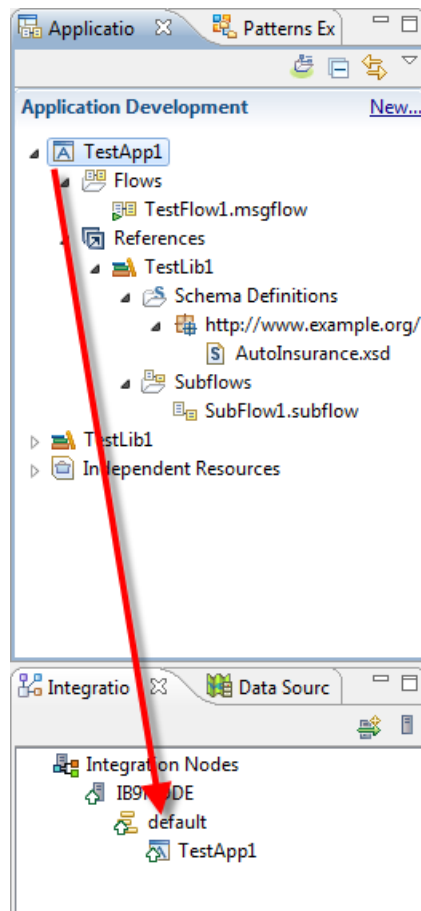 Applicatio Patterns Ex
Application Development New...
TestApp1
Flows
TestFlow1.msgflow
References
TestLib1
Schema Definitions
http://www.example.org/
AutoInsurance.xsd
Subflows
SubFlow1.subflow
TestLib1
Independent Resources
Integratio Data Sourc
Integration Nodes
IB9NODE
default
TestApp1